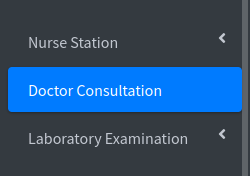 Nurse Station
Doctor Consultation
Laboratory Examination